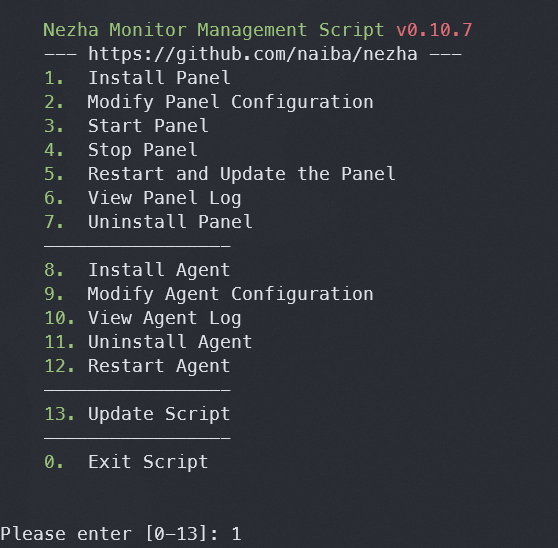 Nezha Monitor Management Script v0.10.7
--- https://github.com/naiba/nezha ---
1. Install Panel
2. Modify Panel Configuration
3. Start Panel
4. Stop Panel
5. Restart and Update the Panel
6. View Panel Log
7. Uninstall Panel
—————————————————
8. Install Agent
9. Modify Agent Configuration
10. View Agent Log
11. Uninstall Agent
12. Restart Agent
—————————————————
13. Update Script
—————————————————
0. Exit Script
Please enter [0-13]: 1